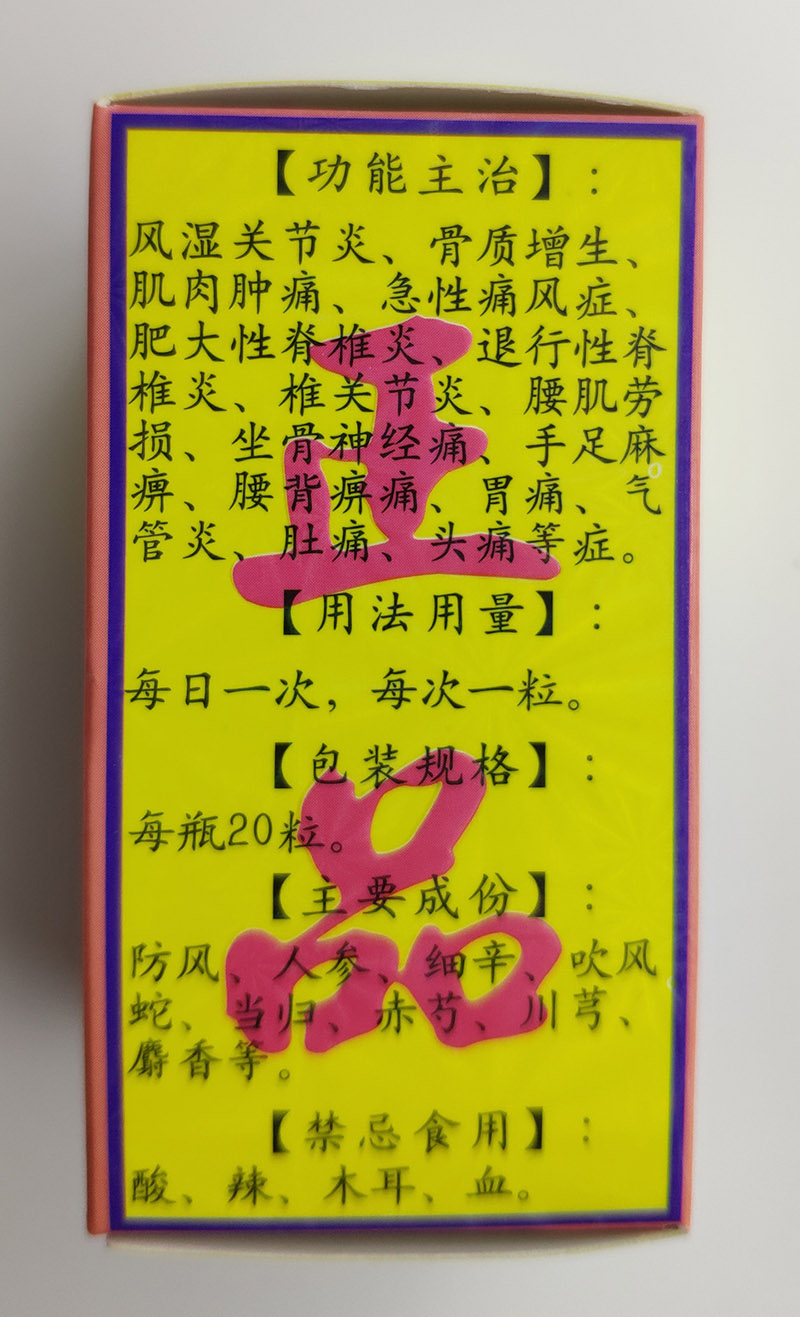 【功能主治】：
风湿关节炎、骨质增生、
肌肉肿痛、急性痛风症、
肥大性脊椎炎、退行性脊
椎炎、椎关节炎、腰肌劳
损、坐骨神经痛、手足麻
痹、腰背痹痛、胃痛、气
管炎、肚痛、头痛等症。
【用法用量】：
每日一次，每次一粒。
【包装规格】：
每瓶20粒。
【主要成份】：
防风、人参、细辛、吹风
蛇、当归、赤芍、川芎、
麝香等。
【禁忌食用】：
酸、辣、木耳、血。
正
品